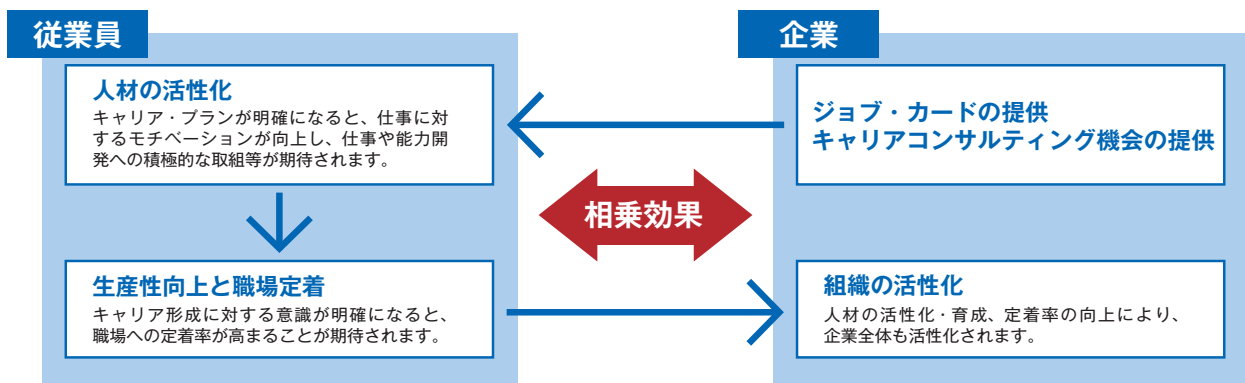 従業員
人材の活性化
キャリア・プランが明確になると、仕事に対
するモチベーションが向上し、仕事や能力開
発への積極的な取組等が期待されます。
生産性向上と職場定着
キャリア形成に対する意識が明確になると、
職場への定着率が高まることが期待されます。
相乗効果
企業
ジョブ・カードの提供
キャリアコンサルティング機会の提供
組織の活性化
人材の活性化・育成、定着率の向上により、
企業全体も活性化されます。